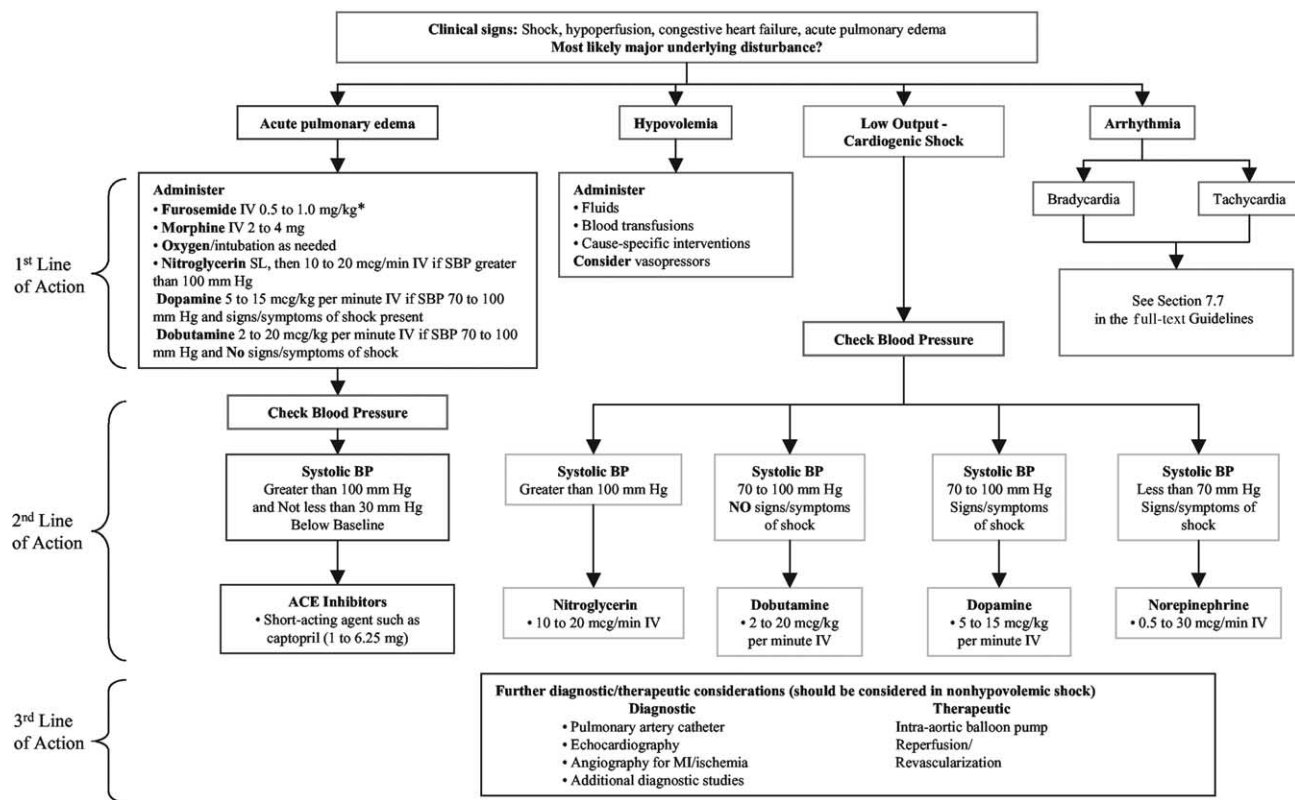 Clinical signs: Shock, hypoperfusion, congestive heart failure, acute pulmonary edema
Most likely major underlying disturbance?
Acute pulmonary edema
Hypovolemia
Low Output -
Cardiogenic Shock
Arrhythmia
1st Line
of Action
Administer
• Furosemide IV 0.5 to 1.0 mg/kg*
• Morphine IV 2 to 4 mg
• Oxygen/intubation as needed
• Nitroglycerin SL, then 10 to 20 mcg/min IV if SBP greater
than 100 mm Hg
Dopamine 5 to 15 mcg/kg per minute IV if SBP 70 to 100
mm Hg and signs/symptoms of shock present
Dobutamine 2 to 20 mcg/kg per minute IV if SBP 70 to 100
mm Hg and No signs/symptoms of shock
Administer
• Fluids
• Blood transfusions
• Cause-specific interventions
Consider vasopressors
Bradycardia
Tachycardia
See Section 7.7
in the full-text Guidelines
Check Blood Pressure
2nd Line
of Action
Check Blood Pressure
Systolic BP
Greater than 100 mm Hg
and Not less than 30 mm Hg
Below Baseline
Systolic BP
Greater than 100 mm Hg
Systolic BP
70 to 100 mm Hg
NO signs/symptoms
of shock
Systolic BP
70 to 100 mm Hg
Signs/symptoms
of shock
Systolic BP
Less than 70 mm Hg
Signs/symptoms of
shock
ACE Inhibitors
• Short-acting agent such as
captopril (1 to 6.25 mg)
Nitroglycerin
• 10 to 20 mcg/min IV
Dobutamine
• 2 to 20 mcg/kg
per minute IV
Dopamine
• 5 to 15 mcg/kg
per minute IV
Norepinephrine
• 0.5 to 30 mcg/min IV
3rd Line
of Action
Further diagnostic/therapeutic considerations (should be considered in nonhypovolemic shock)
Diagnostic
• Pulmonary artery catheter
• Echocardiography
• Angiography for MI/ischemia
• Additional diagnostic studies
Therapeutic
Intra-aortic balloon pump
Reperfusion/
Revascularization